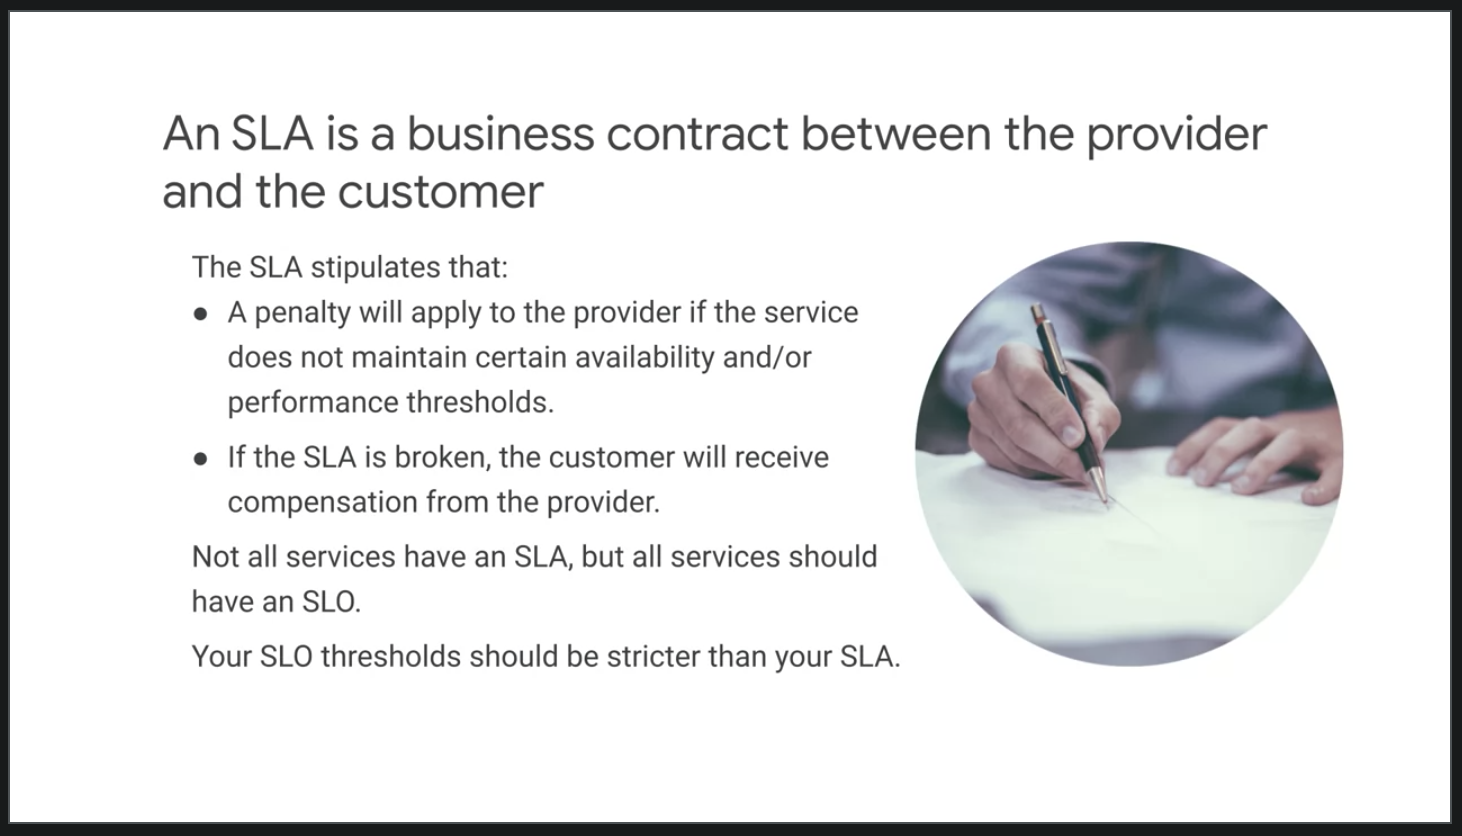 An SLA is a business contract between the provider
and the customer
The SLA stipulates that:
● A penalty will apply to the provider if the service
does not maintain certain availability and/or
performance thresholds.
● If the SLA is broken, the customer will receive
compensation from the provider.
Not all services have an SLA, but all services should
have an SLO.
Your SLO thresholds should be stricter than your SLA.